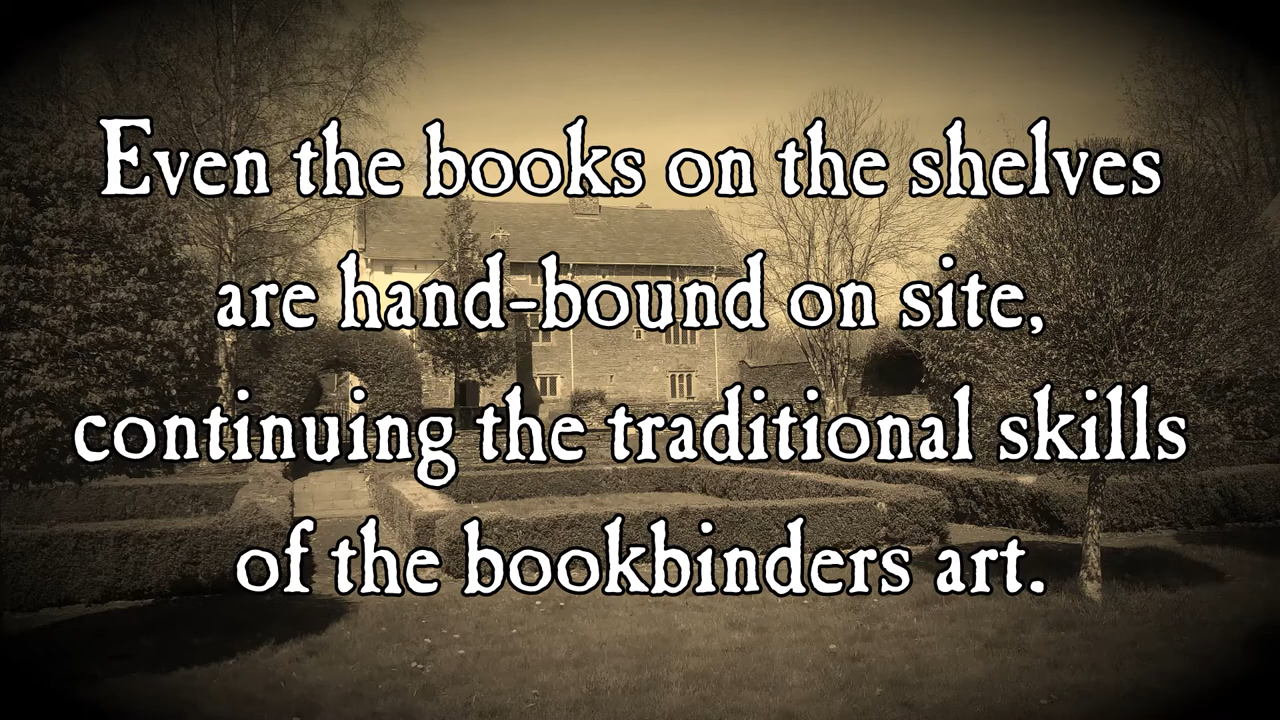 Even the books on the shelves
are hand-bound on site,
continuing the traditional skills
of the bookbinders art.